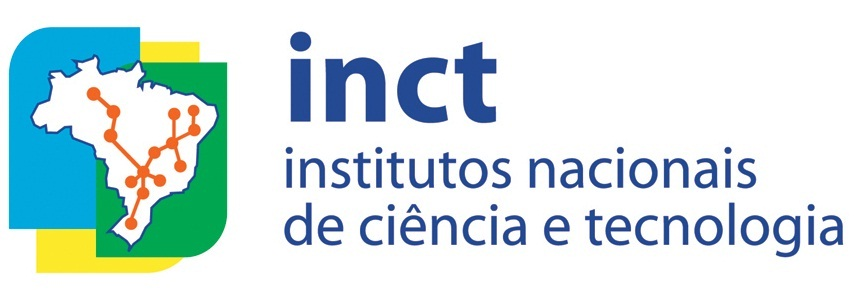 inct
institutos nacionais
de ciência e tecnologia